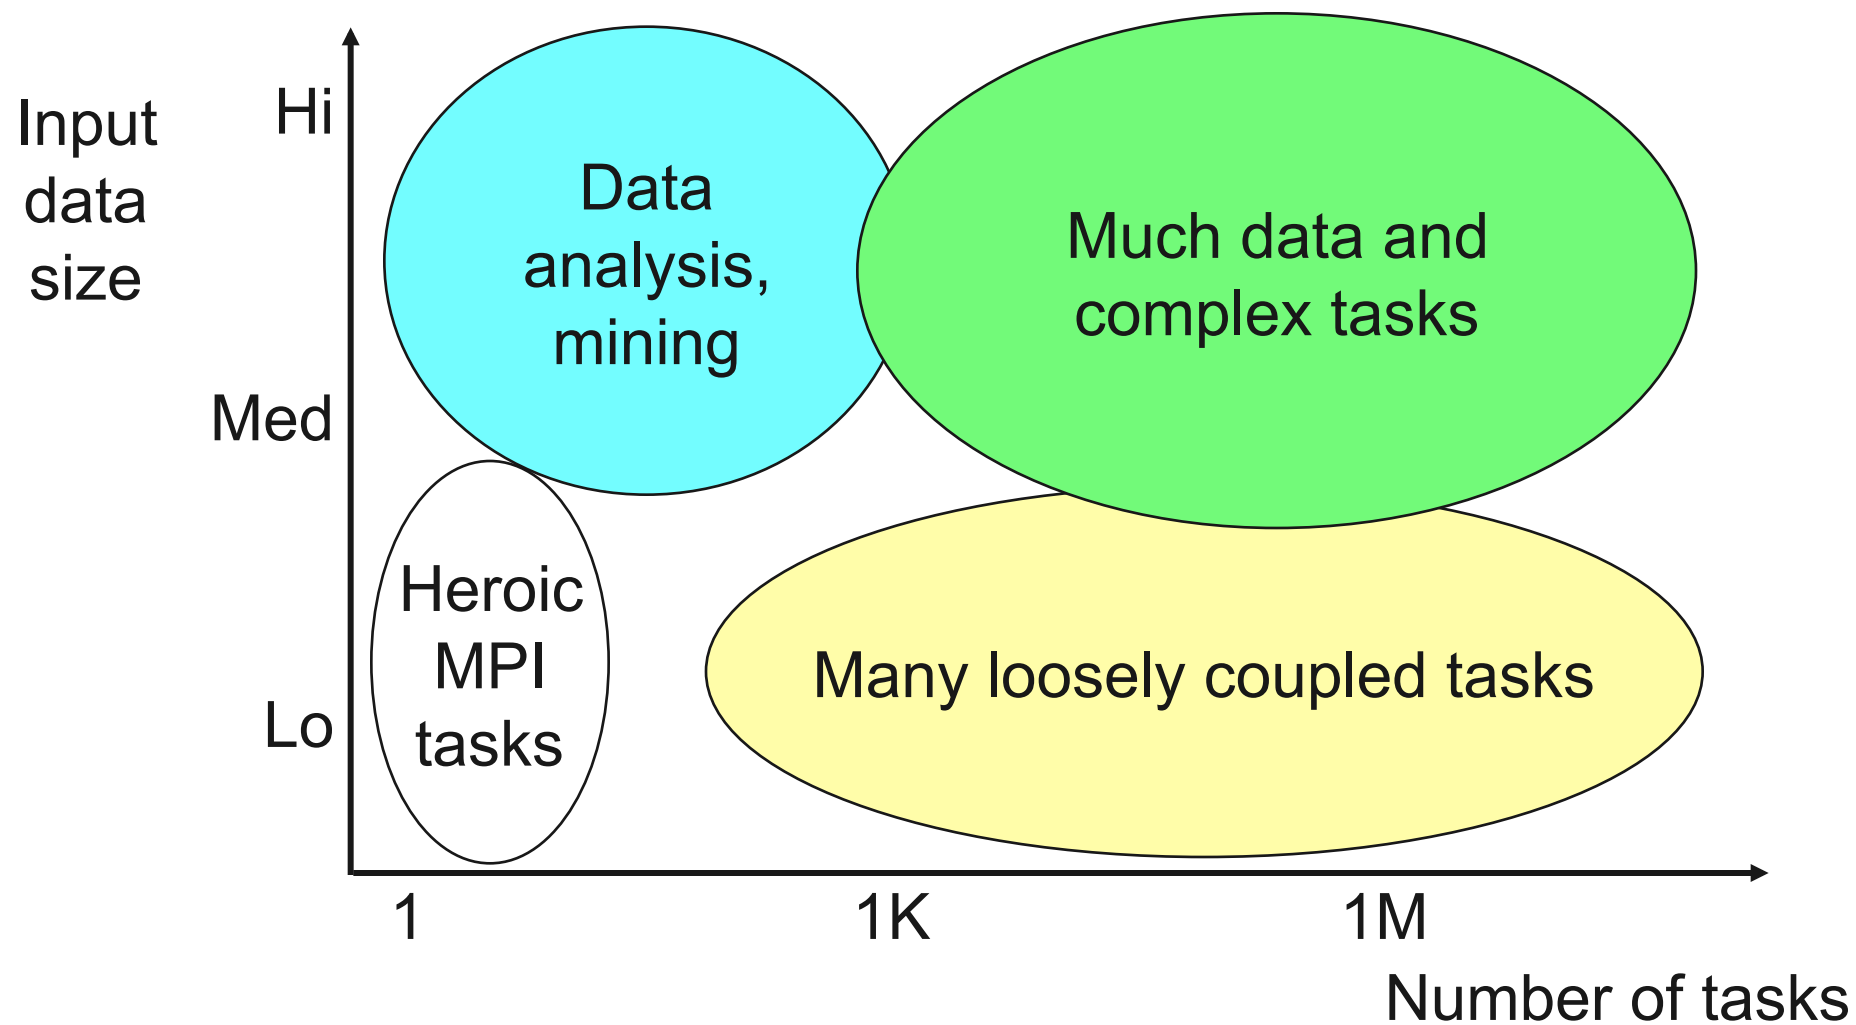 Input
data
size
Hi
Med
Lo
Data
analysis,
mining
Much data and
complex tasks
Heroic
MPI
tasks
Many loosely coupled tasks
1
1K
1M
Number of tasks